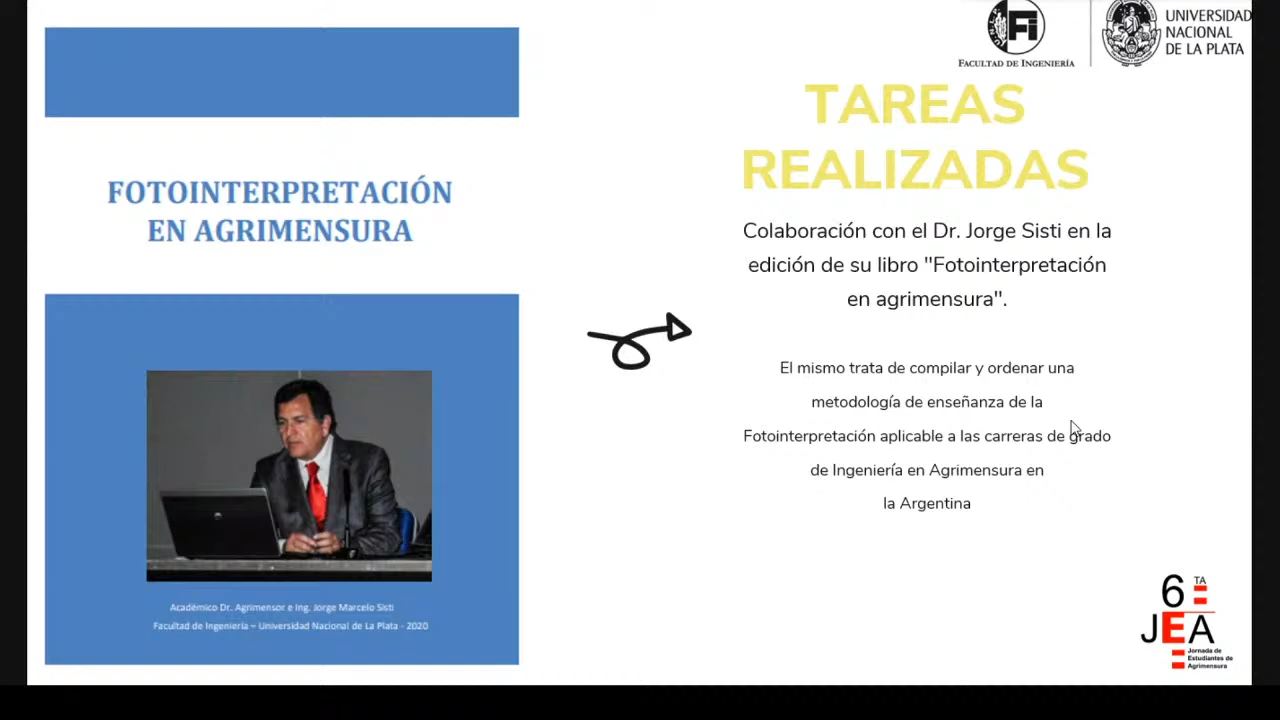 FOTOINTERPRETACIÓN
EN AGRIMENSURA
Académico Dr. Agrimensor e Ing. Jorge Marcelo Sisti
Facultad de Ingeniería – Universidad Nacional de La Plata - 2020
FACULTAD DE INGENIERÍA
UNIVERSIDAD
NACIONAL
DE LA PLATA
TAREAS
REALIZADAS
Colaboración con el Dr. Jorge Sisti en la
edición de su libro "Fotointerpretación
en agrimensura".
El mismo trata de compilar y ordenar una
metodología de enseñanza de la
Fotointerpretación aplicable a las carreras de grado
de Ingeniería en Agrimensura en
la Argentina
6 TA
JEA
Jornada de
Estudiantes de
Agrimensura